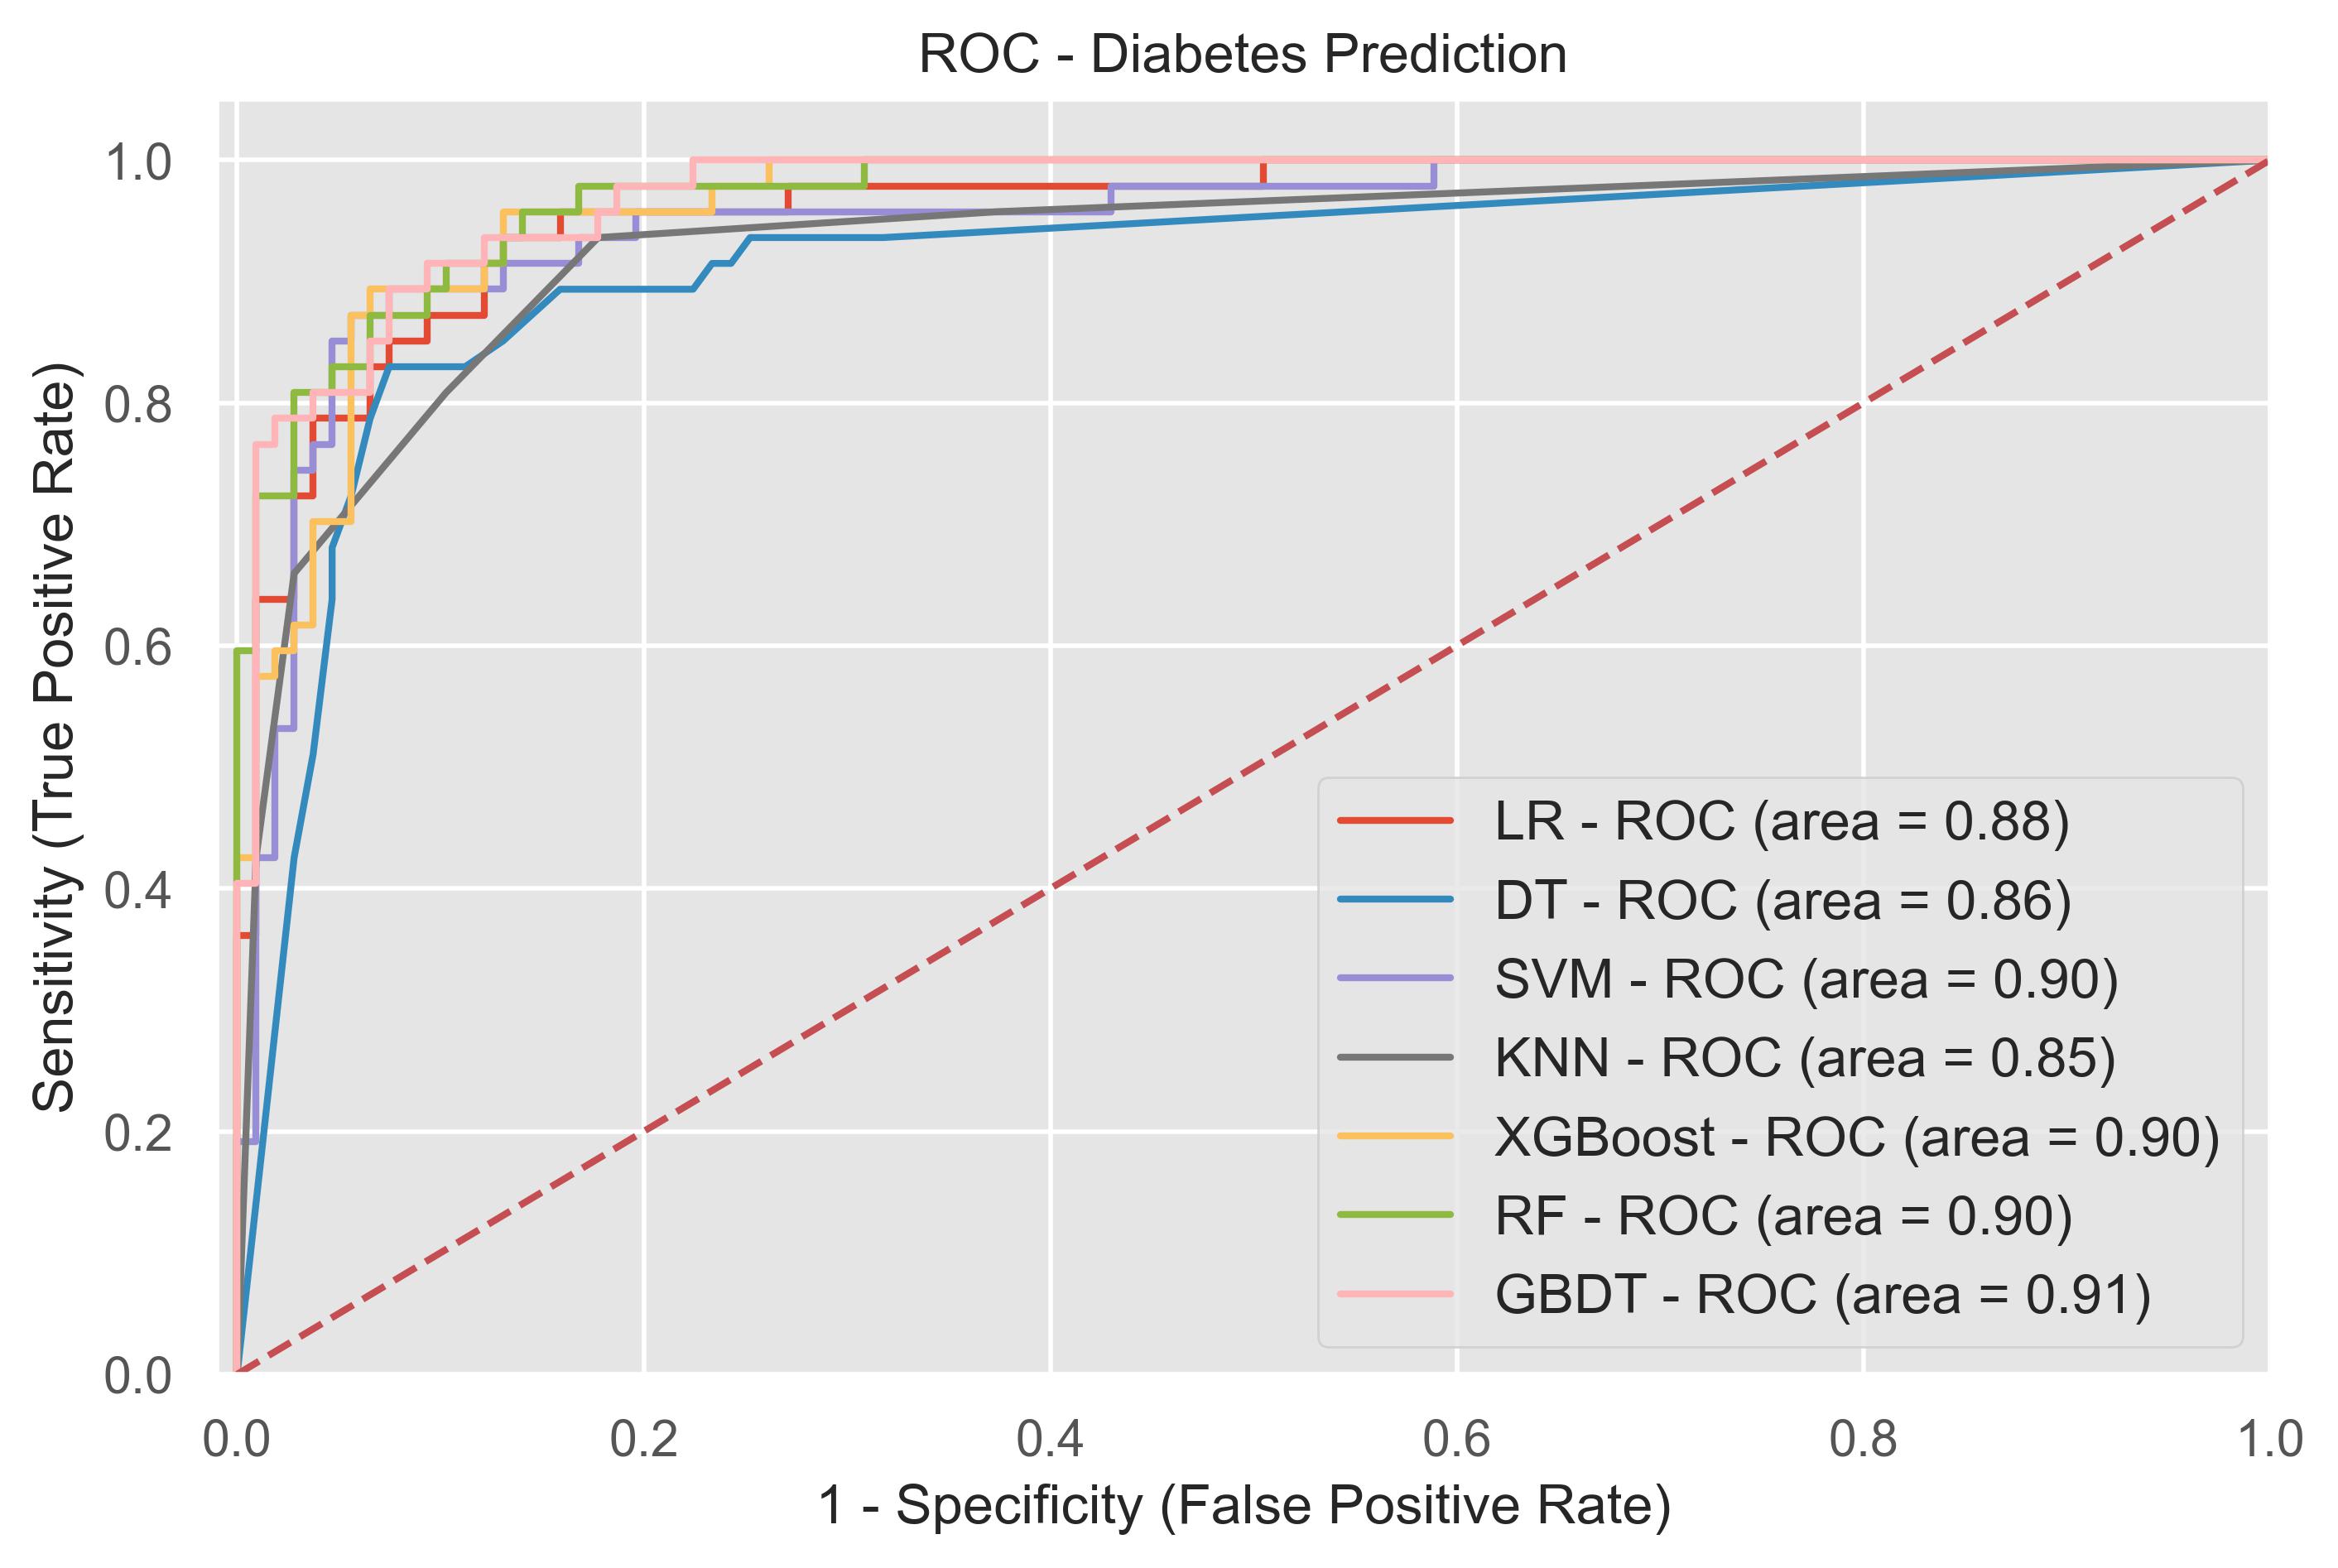 ROC - Diabetes Prediction
Sensitivity (True Positive Rate)
1.0
0.8
0.6
0.4
0.2
0.0
LR - ROC (area = 0.88)
DT - ROC (area = 0.86)
SVM - ROC (area = 0.90)
KNN - ROC (area = 0.85)
XGBoost - ROC (area = 0.90)
RF - ROC (area = 0.90)
GBDT - ROC (area = 0.91)
0.0 0.2 0.4 0.6 0.8 1.0
1 - Specificity (False Positive Rate)